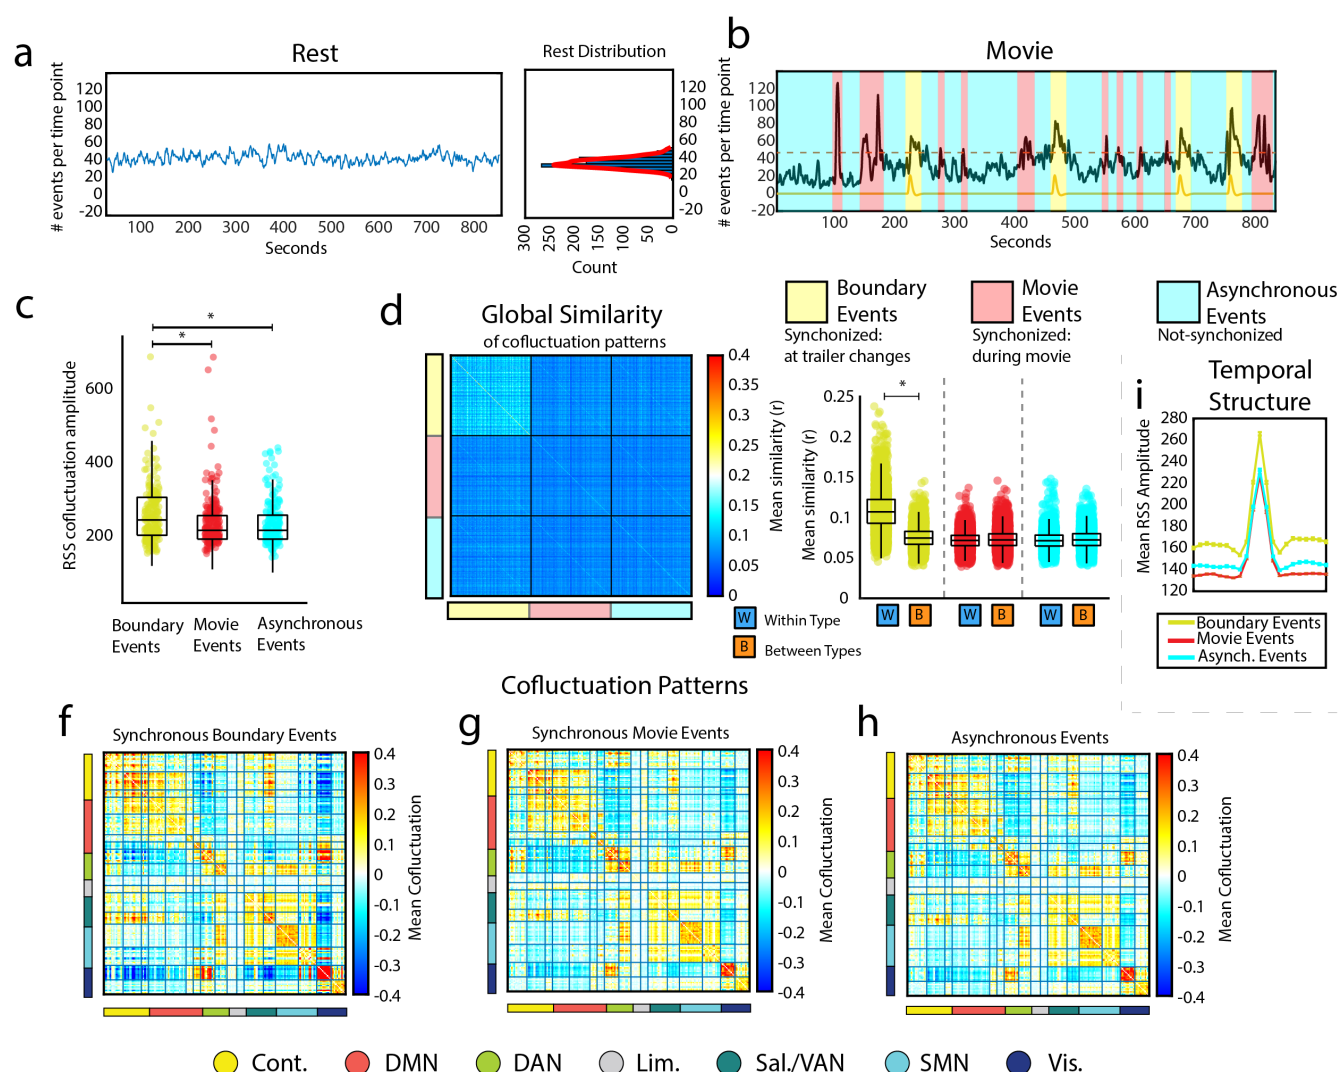 a
Rest
# events per time point
120
100
80
60
40
20
0
-20
100 200 300 400 500 600 700 800
Seconds
Rest Distribution
120
100
80
60
40
20
0
-20
300 250 200 150 100 50 0
Count
b
Movie
# events per time point
120
100
80
60
40
20
0
-20
100 200 300 400 500 600 700 800
Seconds
Boundary
Events
Synchonized:
at trailer changes
Movie
Events
Synchonized:
during movie
Asynchronous
Events
Not-synchonized
c
RSS cofluctuation amplitude
600
400
200
*
*
Boundary
Events
Movie
Events
Asynchronous
Events
d
Global Similarity
of cofluctuation patterns
0.4
0.35
0.3
0.25
0.2
0.15
0.1
0.05
0
Mean similarity (r)
W Within Type
B Between Types
Mean similarity (r)
0.25
0.2
0.15
0.1
0.05
0
*
W B W B W B
i
Temporal
Structure
Mean RSS Amplitude
280
260
240
220
200
180
160
140
120
Boundary Events
Movie Events
Asynch. Events
Cofluctuation Patterns
f
Synchronous Boundary Events
0.4
0.3
0.2
0.1
0
-0.1
-0.2
-0.3
-0.4
Mean Cofluctuation
g
Synchronous Movie Events
0.4
0.3
0.2
0.1
0
-0.1
-0.2
-0.3
-0.4
Mean Cofluctuation
h
Asynchronous Events
0.4
0.3
0.2
0.1
0
-0.1
-0.2
-0.3
-0.4
Mean Cofluctuation
Cont. DMN DAN Lim. Sal./VAN SMN Vis.